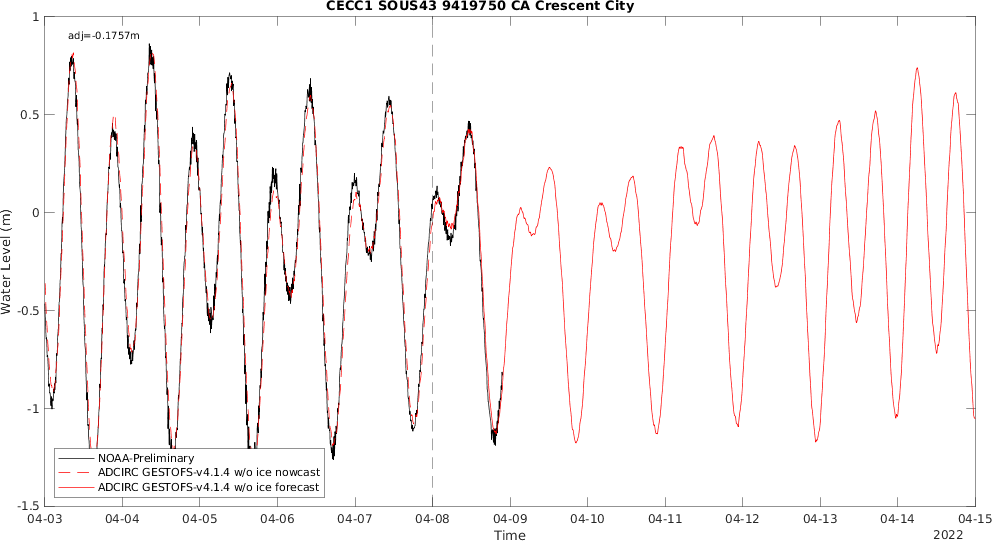 CECC1 SOUS43 9419750 CA Crescent City
adj=-0.1757m
1
0.5
0
-0.5
-1
-1.5
Water Level (m)
NOAA-Preliminary
ADCIRC GESTOFS-v4.1.4 w/o ice nowcast
ADCIRC GESTOFS-v4.1.4 w/o ice forecast
04-03 04-04 04-05 04-06 04-07 04-08 04-09 04-10 04-11 04-12 04-13 04-14 04-15
Time
2022